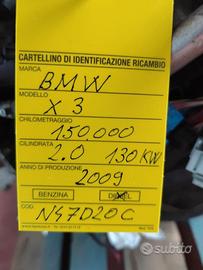 CARTELLINO DI IDENTIFICAZIONE RICAMBIO
MARCA
BMW
MODELLO
X 3
CHILOMETRAGGIO
150.000
CILINDRATA
2.0 130 KW
ANNO DI PRODUZIONE
2009
BENZINA DIESEL
COD.
N47D20C
subito